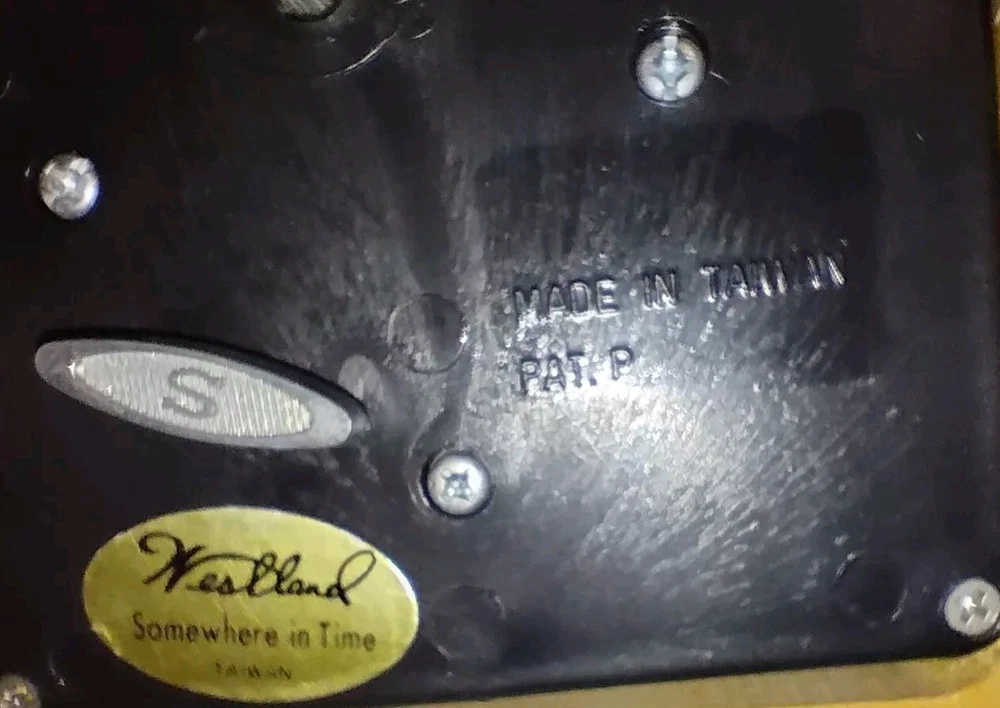 MADE IN TAIWAN
PAT. P
S
Westland
Somewhere in Time
TAIWAN